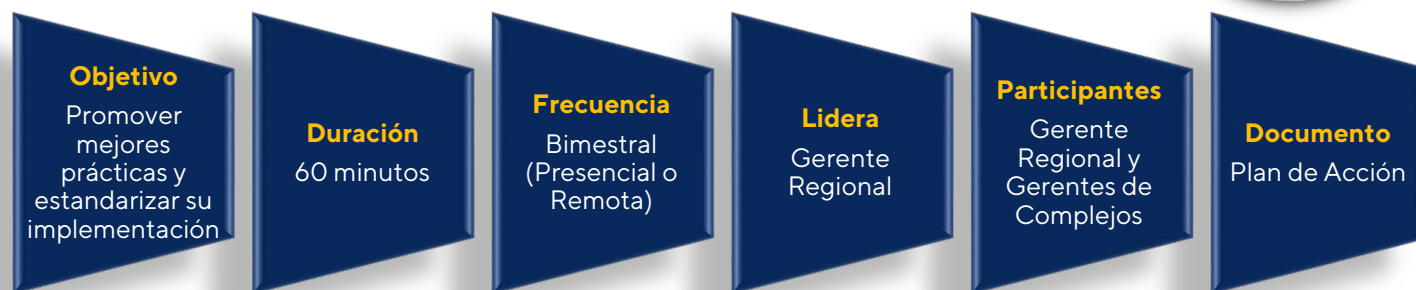 Objetivo
Promover
mejores
prácticas y
estandarizar su
implementación
Duración
60 minutos
Frecuencia
Bimestral
(Presencial o
Remota)
Lidera
Gerente
Regional
Participantes
Gerente
Regional y
Gerentes de
Complejos
Documento
Plan de Acción